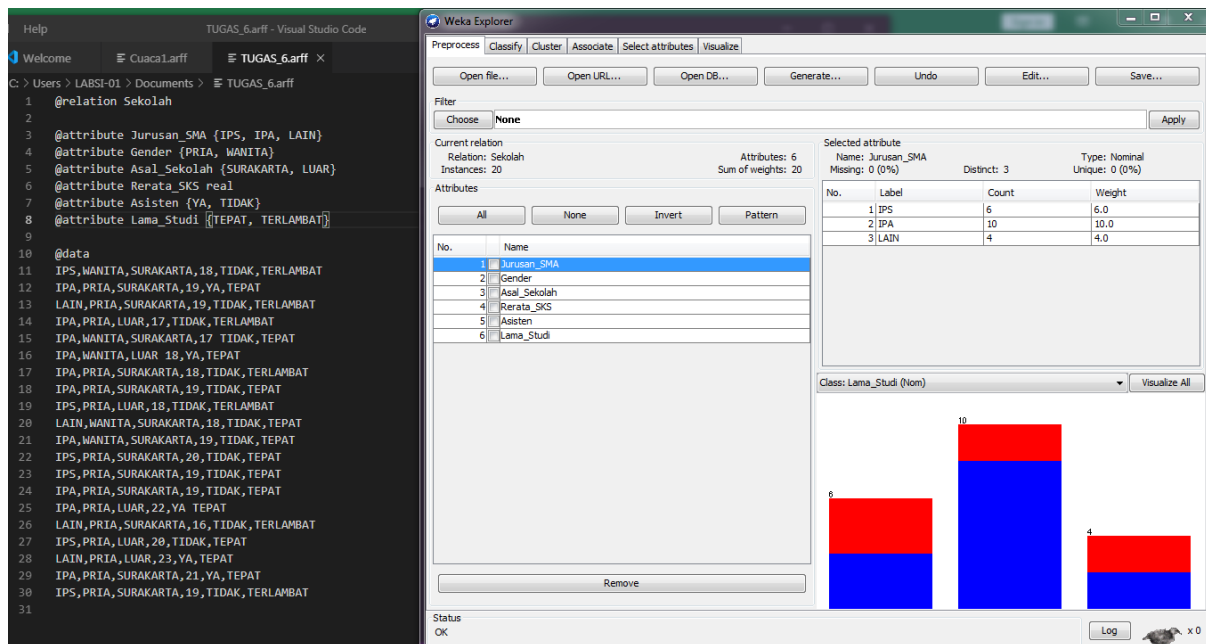 Help
TUGAS_6.arff - Visual Studio Code
Welcome
Cuaca1.arff
TUGAS_6.arff
C: > Users > LABSI-01 > Documents > TUGAS_6.arff
1 @relation Sekolah
2
3 @attribute Jurusan_SMA {IPS, IPA, LAIN}
4 @attribute Gender {PRIA, WANITA}
5 @attribute Asal_Sekolah {SURAKARTA, LUAR}
6 @attribute Rerata_SKS real
7 @attribute Asisten {YA, TIDAK}
8 @attribute Lama_Studi {TEPAT, TERLAMBAT}
9
10 @data
11 IPS,WANITA,SURAKARTA,18,TIDAK,TERLAMBAT
12 IPA,PRIA,SURAKARTA,19,YA,TEPAT
13 LAIN,PRIA,SURAKARTA,19,TIDAK,TERLAMBAT
14 IPA,PRIA,LUAR,17,TIDAK,TERLAMBAT
15 IPA,WANITA,SURAKARTA,17 TIDAK,TEPAT
16 IPA,WANITA,LUAR 18,YA,TEPAT
17 IPA,PRIA,SURAKARTA,18,TIDAK,TERLAMBAT
18 IPA,PRIA,SURAKARTA,19,TIDAK,TEPAT
19 IPS,PRIA,LUAR,18,TIDAK,TERLAMBAT
20 LAIN,WANITA,SURAKARTA,18,TIDAK,TEPAT
21 IPA,WANITA,SURAKARTA,19,TIDAK,TEPAT
22 IPS,PRIA,SURAKARTA,20,TIDAK,TEPAT
23 IPS,PRIA,SURAKARTA,19,TIDAK,TEPAT
24 IPA,PRIA,SURAKARTA,19,TIDAK,TEPAT
25 IPA,PRIA,LUAR,22,YA TEPAT
26 LAIN,PRIA,SURAKARTA,16,TIDAK,TERLAMBAT
27 IPS,PRIA,LUAR,20,TIDAK,TEPAT
28 LAIN,PRIA,LUAR,23,YA,TEPAT
29 IPA,PRIA,SURAKARTA,21,YA,TEPAT
30 IPS,PRIA,SURAKARTA,19,TIDAK,TERLAMBAT
31
Weka Explorer
Preprocess Classify Cluster Associate Select attributes Visualize
Open file... Open URL... Open DB... Generate... Undo Edit... Save...
Filter
Choose None Apply
Current relation
Relation: Sekolah Attributes: 6
Instances: 20 Sum of weights: 20
Attributes
All None Invert Pattern
No. Name
1 Jurusan_SMA
2 Gender
3 Asal_Sekolah
4 Rerata_SKS
5 Asisten
6 Lama_Studi
Remove
Selected attribute
Name: Jurusan_SMA Type: Nominal
Missing: 0 (0%) Distinct: 3 Unique: 0 (0%)
No. Label Count Weight
1 IPS 6 6.0
2 IPA 10 10.0
3 LAIN 4 4.0
Class: Lama_Studi (Nom) Visualize All
6
10
4
Status
OK
Log x 0